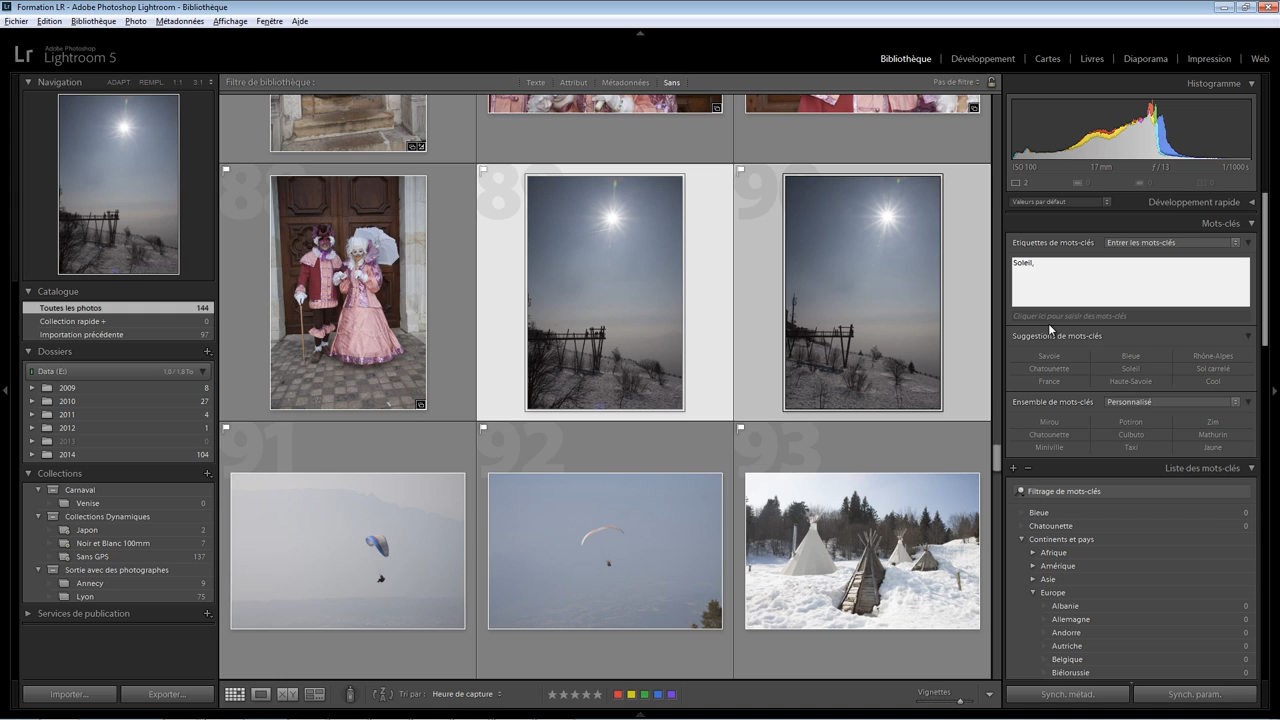 Formation LR - Adobe Photoshop Lightroom - Bibliothèque
Fichier Edition Bibliothèque Photo Métadonnées Affichage Fenêtre Aide
Lr Adobe Photoshop
Lightroom 5
Bibliothèque Développement Cartes Livres Diaporama Impression Web
Navigation ADAPT REMPL. 1:1 3:1
Catalogue
Toutes les photos 144
Collection rapide + 0
Importation précédente 97
Dossiers
Data (E:) 1.0 / 1.8 To
2009 8
2010 27
2011 4
2012 1
2013 0
2014 104
Collections
Carnaval
Venise 0
Collections Dynamiques
Japon 2
Noir et Blanc 100mm 7
Sans GPS 137
Sortie avec des photographes
Annecy 9
Lyon 75
Services de publication
Importer... Exporter...
Filtre de bibliothèque : Texte Attribut Métadonnées Sans Pas de filtre
91 92 93
Tri par : Heure de capture
Vignettes
Histogramme
ISO 100 17 mm ƒ / 13 1/1000 s
2
Valeurs par défaut Développement rapide
Mots-clés
Etiquettes de mots-clés Entrer les mots-clés
Soleil,
Cliquer ici pour saisir des mots-clés
Suggestions de mots-clés
Savoie Bleue Rhône-Alpes
Chatounette Soleil Sol carrelé
France Haute-Savoie Cool
Ensemble de mots-clés Personnalisé
Mirou Potiron Zim
Chatounette Culbuto Mathurin
Miniville Taxi Jaune
Liste des mots-clés
Filtrage de mots-clés
Bleue 0
Chatounette 0
Continents et pays
Afrique
Amérique
Asie
Europe
Albanie 0
Allemagne 0
Andorre 0
Autriche 0
Belgique 0
Biélorussie 0
Synch. métad. Synch. param.